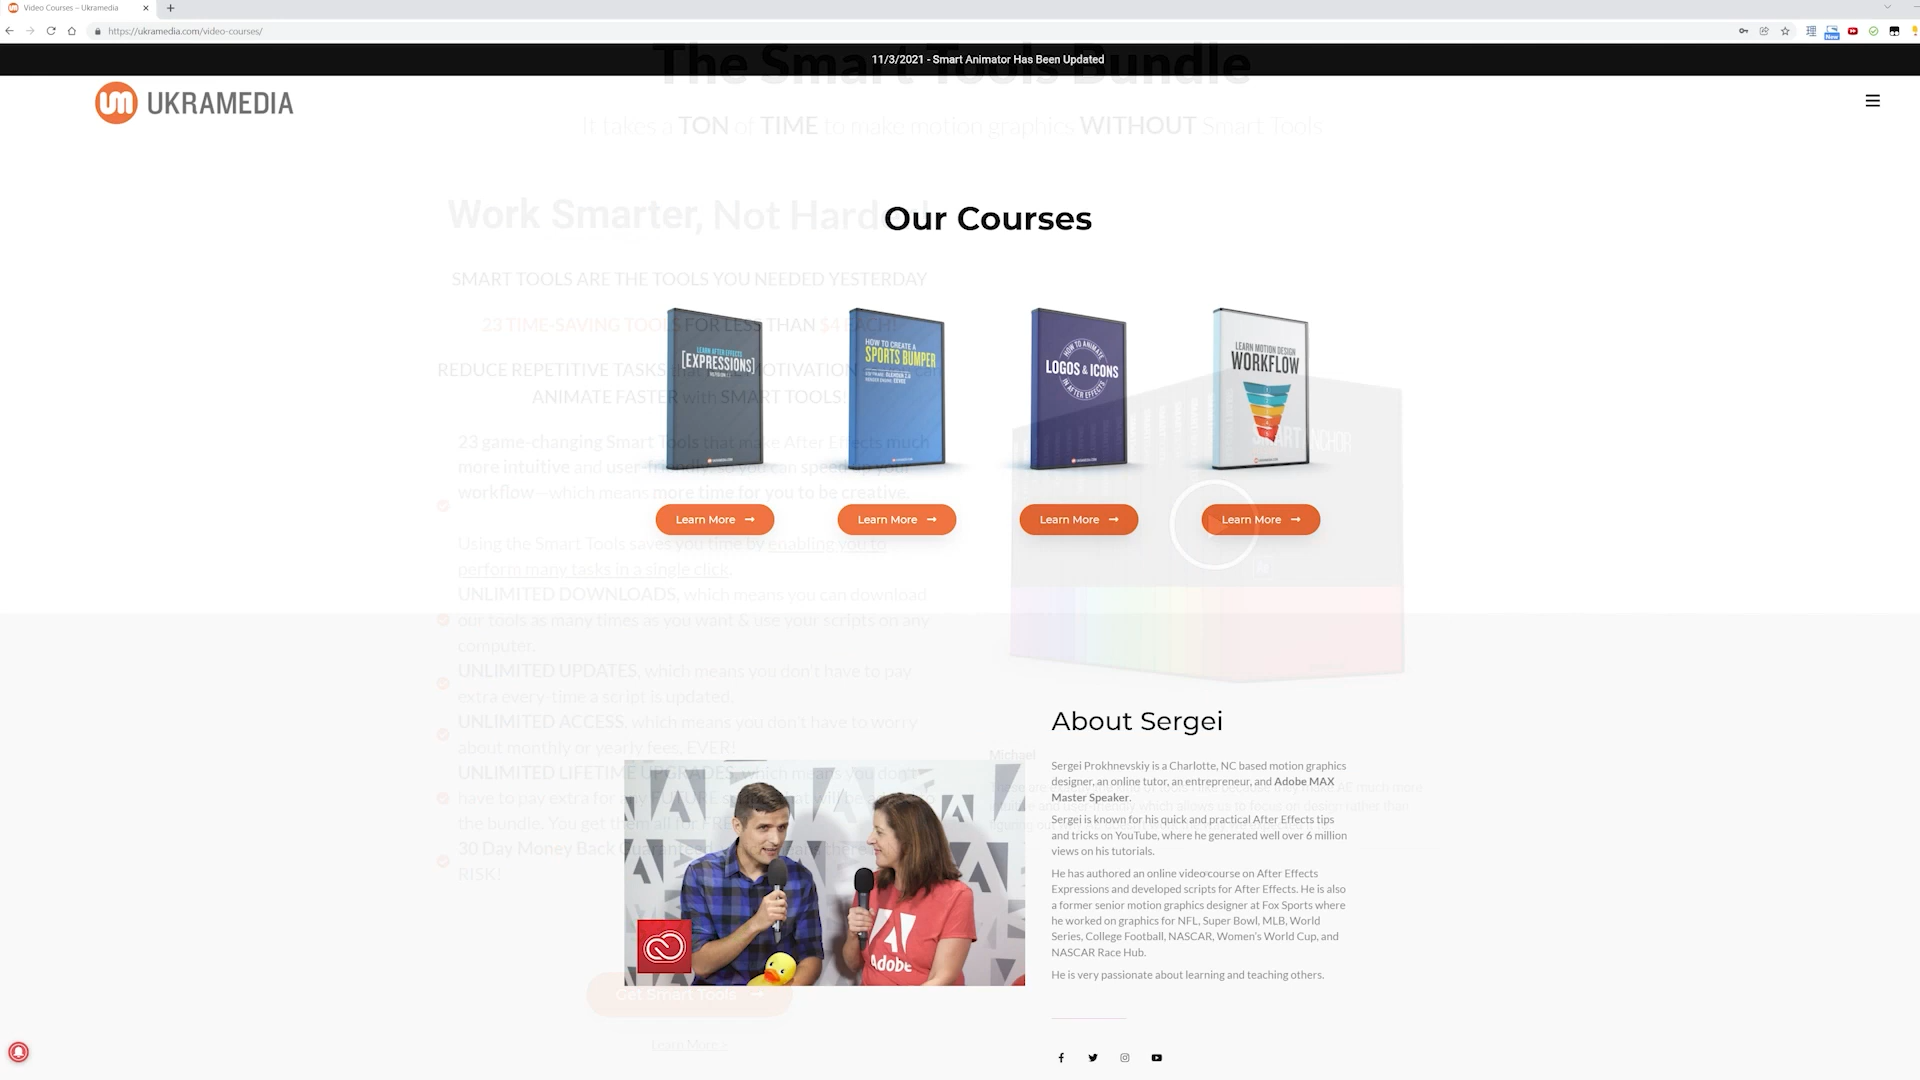 Video Courses – Ukramedia
https://ukramedia.com/video-courses/
New
The Smart Tools Bundle
11/3/2021 - Smart Animator Has Been Updated
um UKRAMEDIA
It takes a TON of TIME to make motion graphics WITHOUT Smart Tools
Work Smarter, Not Hard
Our Courses
SMART TOOLS ARE THE TOOLS YOU NEEDED YESTERDAY
23 TIME-SAVING TOOLS FOR LESS THAN $4 EACH!
REDUCE REPETITIVE TASKS MOTIVATION
ANIMATE FASTER with SMART TOOLS!
LEARN AFTER EFFECTS
[EXPRESSIONS]
HOW TO CREATE A
SPORTS BUMPER
HOW TO ANIMATE
LOGOS & ICONS
IN AFTER EFFECTS
LEARN MOTION DESIGN
WORKFLOW
SMART ANCHOR
23 game-changing Smart Tools that make After Effects much
more intuitive and user-friendly, so you can speed up your
workflow—which means more time for you to be creative.
Learn More
Learn More
Learn More
Learn More
Using the Smart Tools saves you time by enabling you to
perform many tasks in a single click.
UNLIMITED DOWNLOADS, which means you can download
our tools as many times as you want & use your scripts on any
computer.
UNLIMITED UPDATES, which means you don't have to pay
extra every-time a script is updated.
UNLIMITED ACCESS, which means you don't have to worry
about monthly or yearly fees, EVER!
UNLIMITED LIFETIME UPGRADES, which means you don't
have to pay extra for any FUTURE
the bundle. You get them all for FREE
30 Day Money Back Guarantee
RISK!
Get Smart Tools
Learn More >
Adobe
Michael
About Sergei
Sergei Prokhnevskiy is a Charlotte, NC based motion graphics
designer, an online tutor, an entrepreneur, and Adobe MAX
Master Speaker.
Sergei is known for his quick and practical After Effects tips
and tricks on YouTube, where he generated well over 6 million
views on his tutorials.
He has authored an online video course on After Effects
Expressions and developed scripts for After Effects. He is also
a former senior motion graphics designer at Fox Sports where
he worked on graphics for NFL, Super Bowl, MLB, World
Series, College Football, NASCAR, Women's World Cup, and
NASCAR Race Hub.
He is very passionate about learning and teaching others.